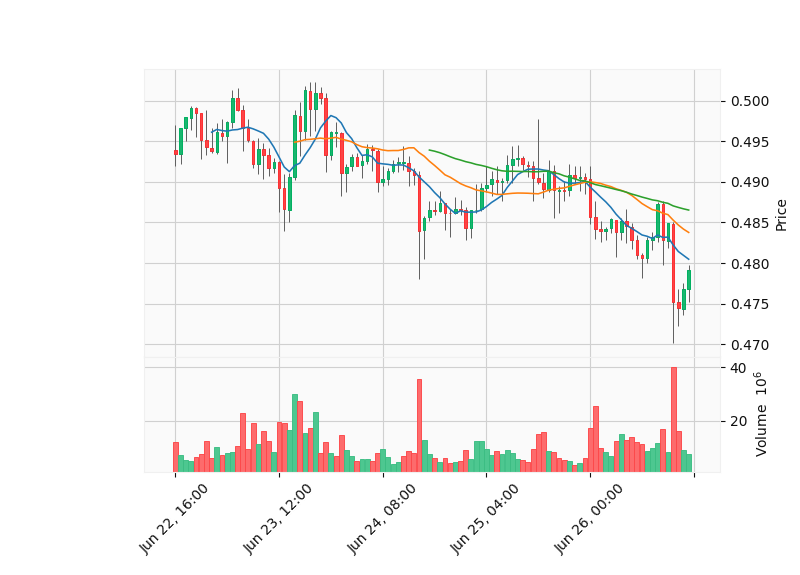 0.500
0.495
0.490
0.485
0.480
0.475
0.470
Price
40
20
Volume 10⁶
Jun 22, 16:00
Jun 23, 12:00
Jun 24, 08:00
Jun 25, 04:00
Jun 26, 00:00